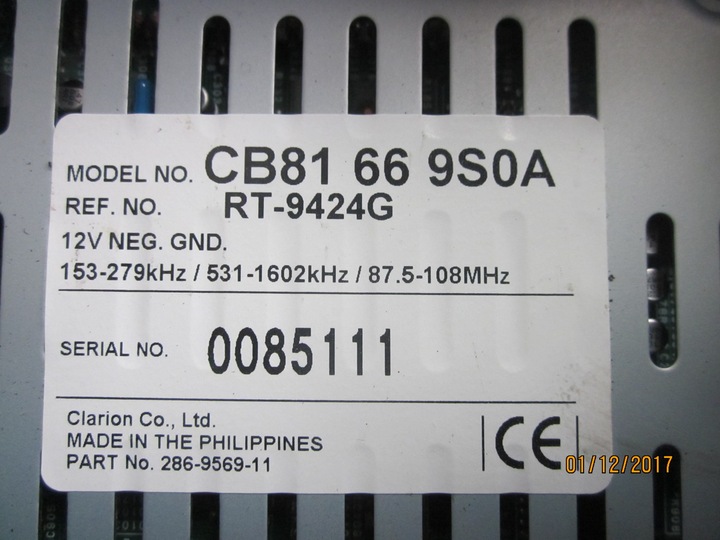 MODEL NO. CB81 66 9S0A
REF. NO. RT-9424G
12V NEG. GND.
153-279kHz / 531-1602kHz / 87.5-108MHz
SERIAL NO. 0085111
Clarion Co., Ltd.
MADE IN THE PHILIPPINES
PART No. 286-9569-11
CE
01/12/2017